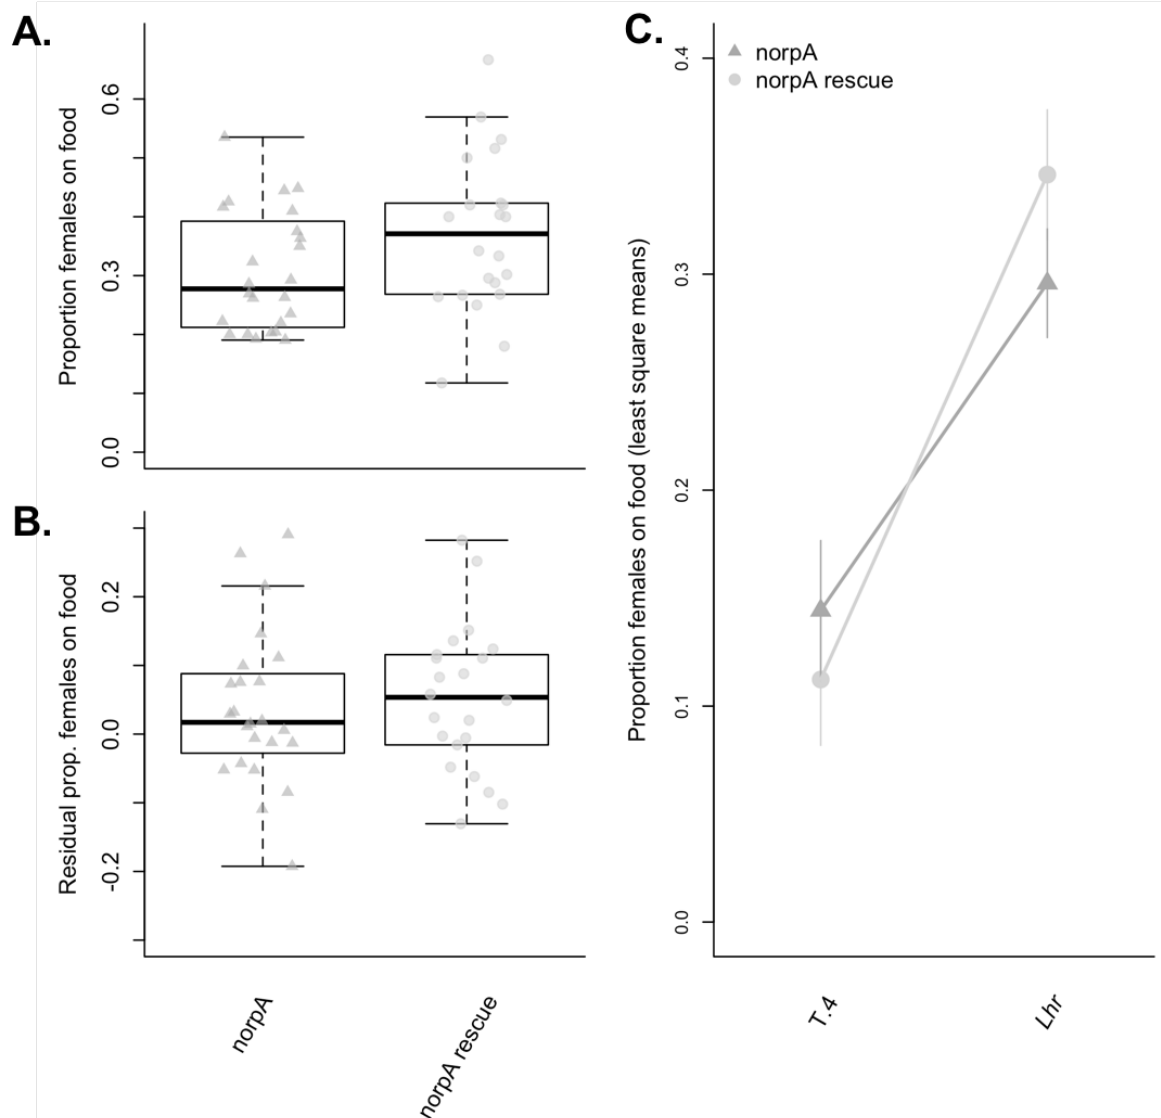 A.
Proportion females on food
0.6
0.3
0.0
B.
Residual prop. females on food
0.2
0.0
-0.2
norpA
norpA rescue
C.
norpA
norpA rescue
Proportion females on food (least square means)
0.4
0.3
0.2
0.1
0.0
T.4
Lhr